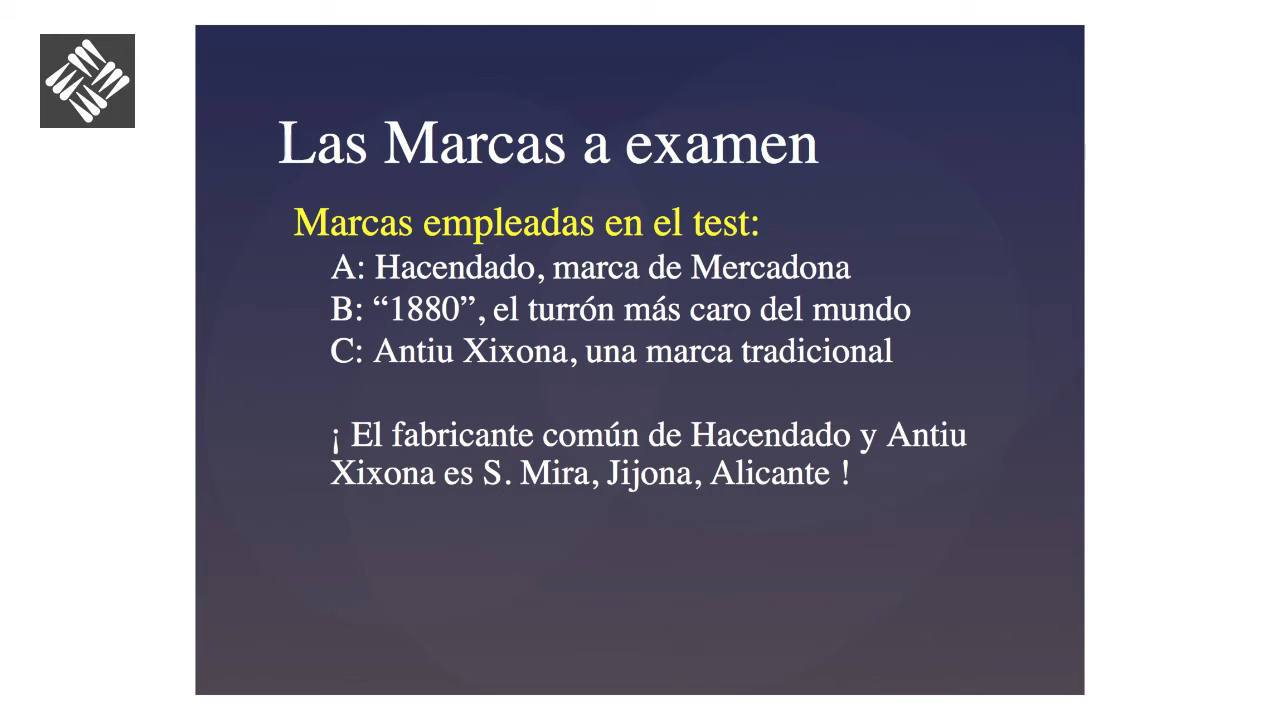 Las Marcas a examen
Marcas empleadas en el test:
A: Hacendado, marca de Mercadona
B: “1880”, el turrón más caro del mundo
C: Antiu Xixona, una marca tradicional
¡ El fabricante común de Hacendado y Antiu
Xixona es S. Mira, Jijona, Alicante !